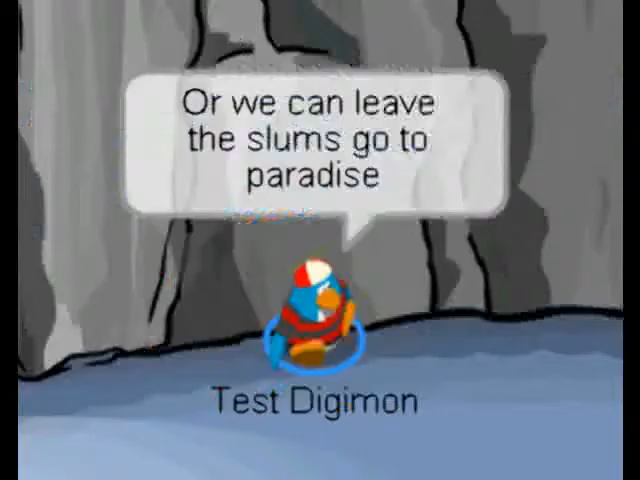 Or we can leave
the slums go to
paradise
Test Digimon